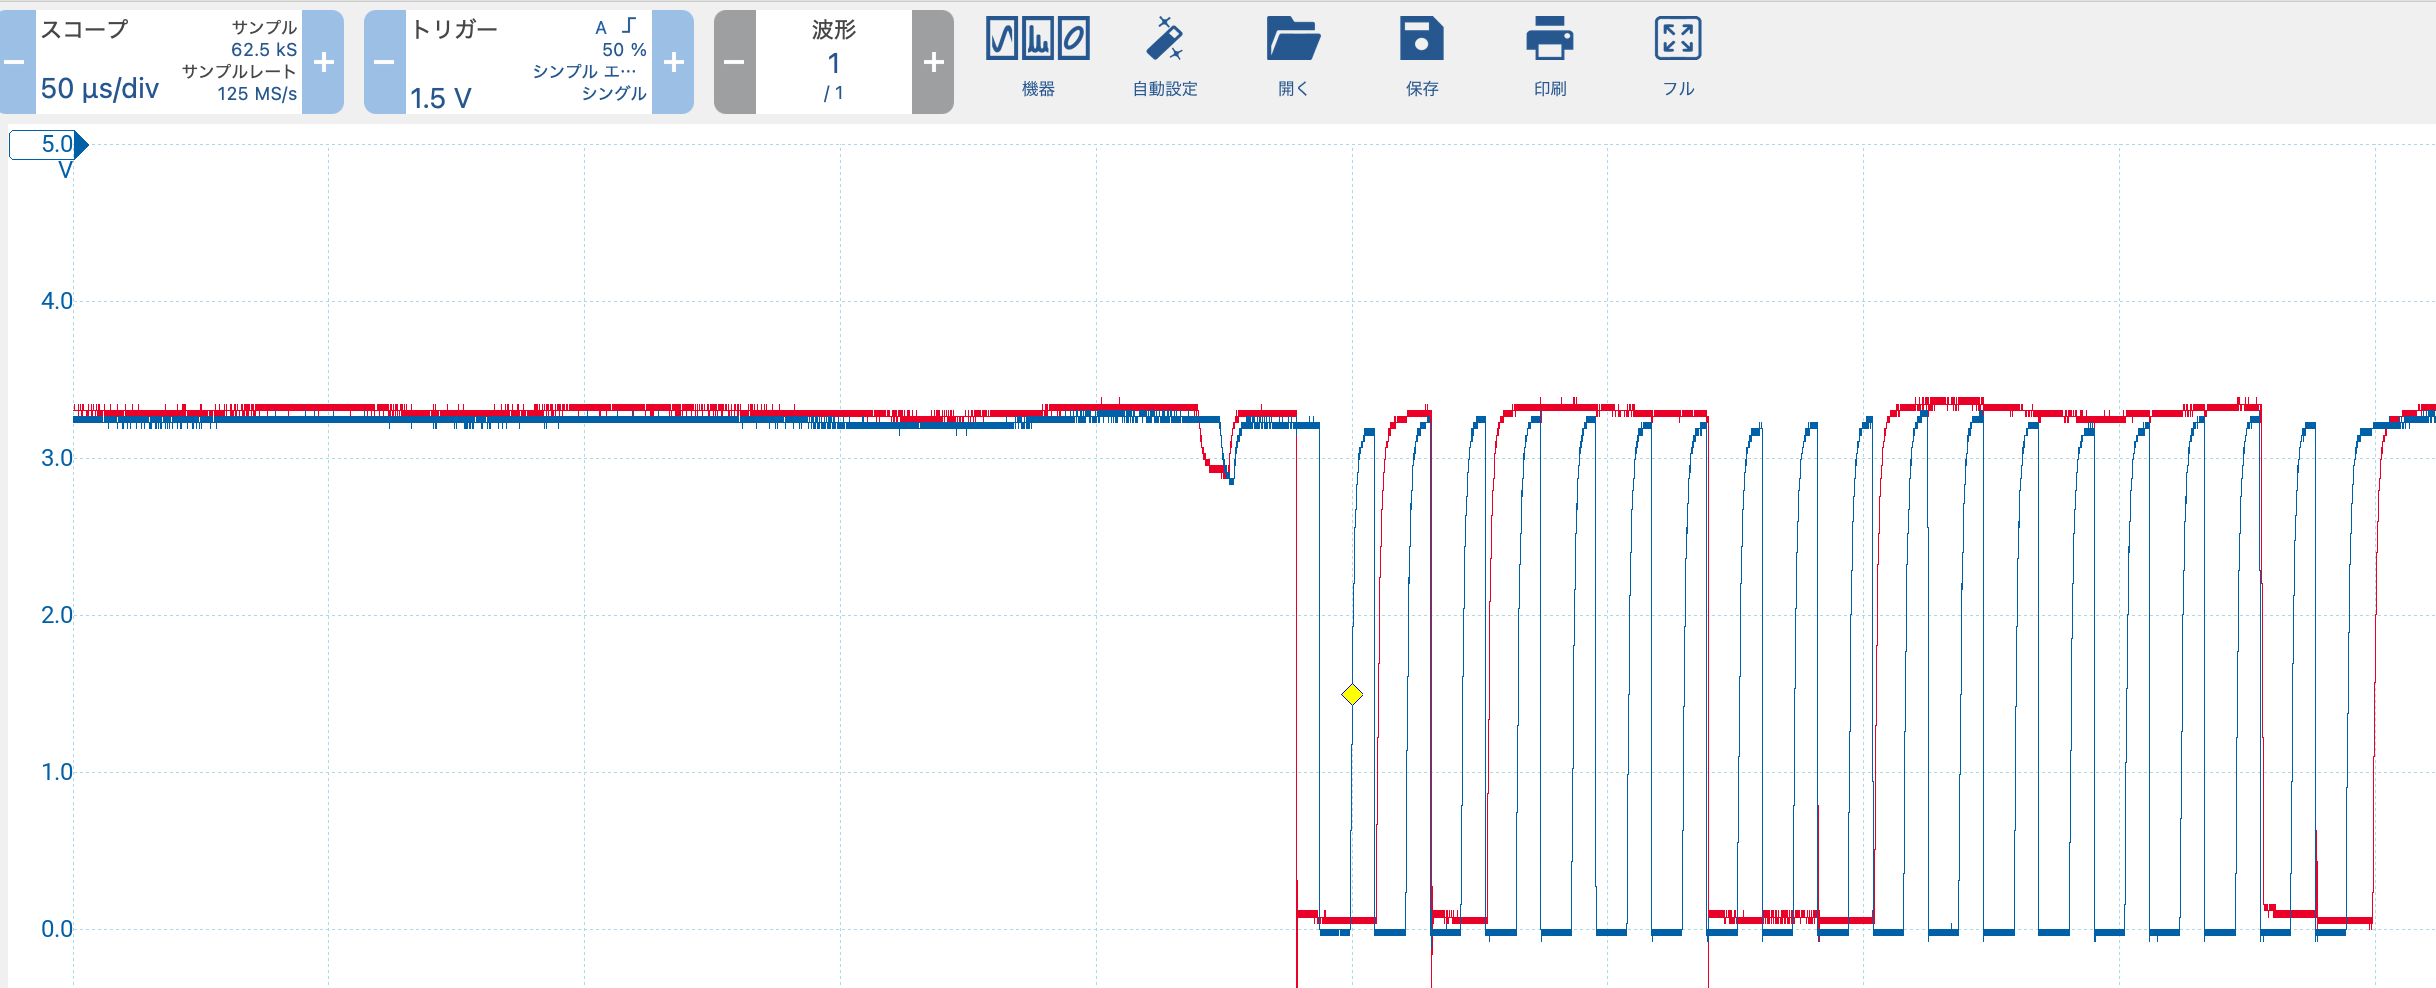 スコープ
サンプル
62.5 kS
サンプルレート
50 µs/div
125 MS/s
トリガー
A
50 %
シンプル エ…
1.5 V
シングル
波形
1
/ 1
機器
自動設定
開く
保存
印刷
フル
5.0
V
4.0
3.0
2.0
1.0
0.0